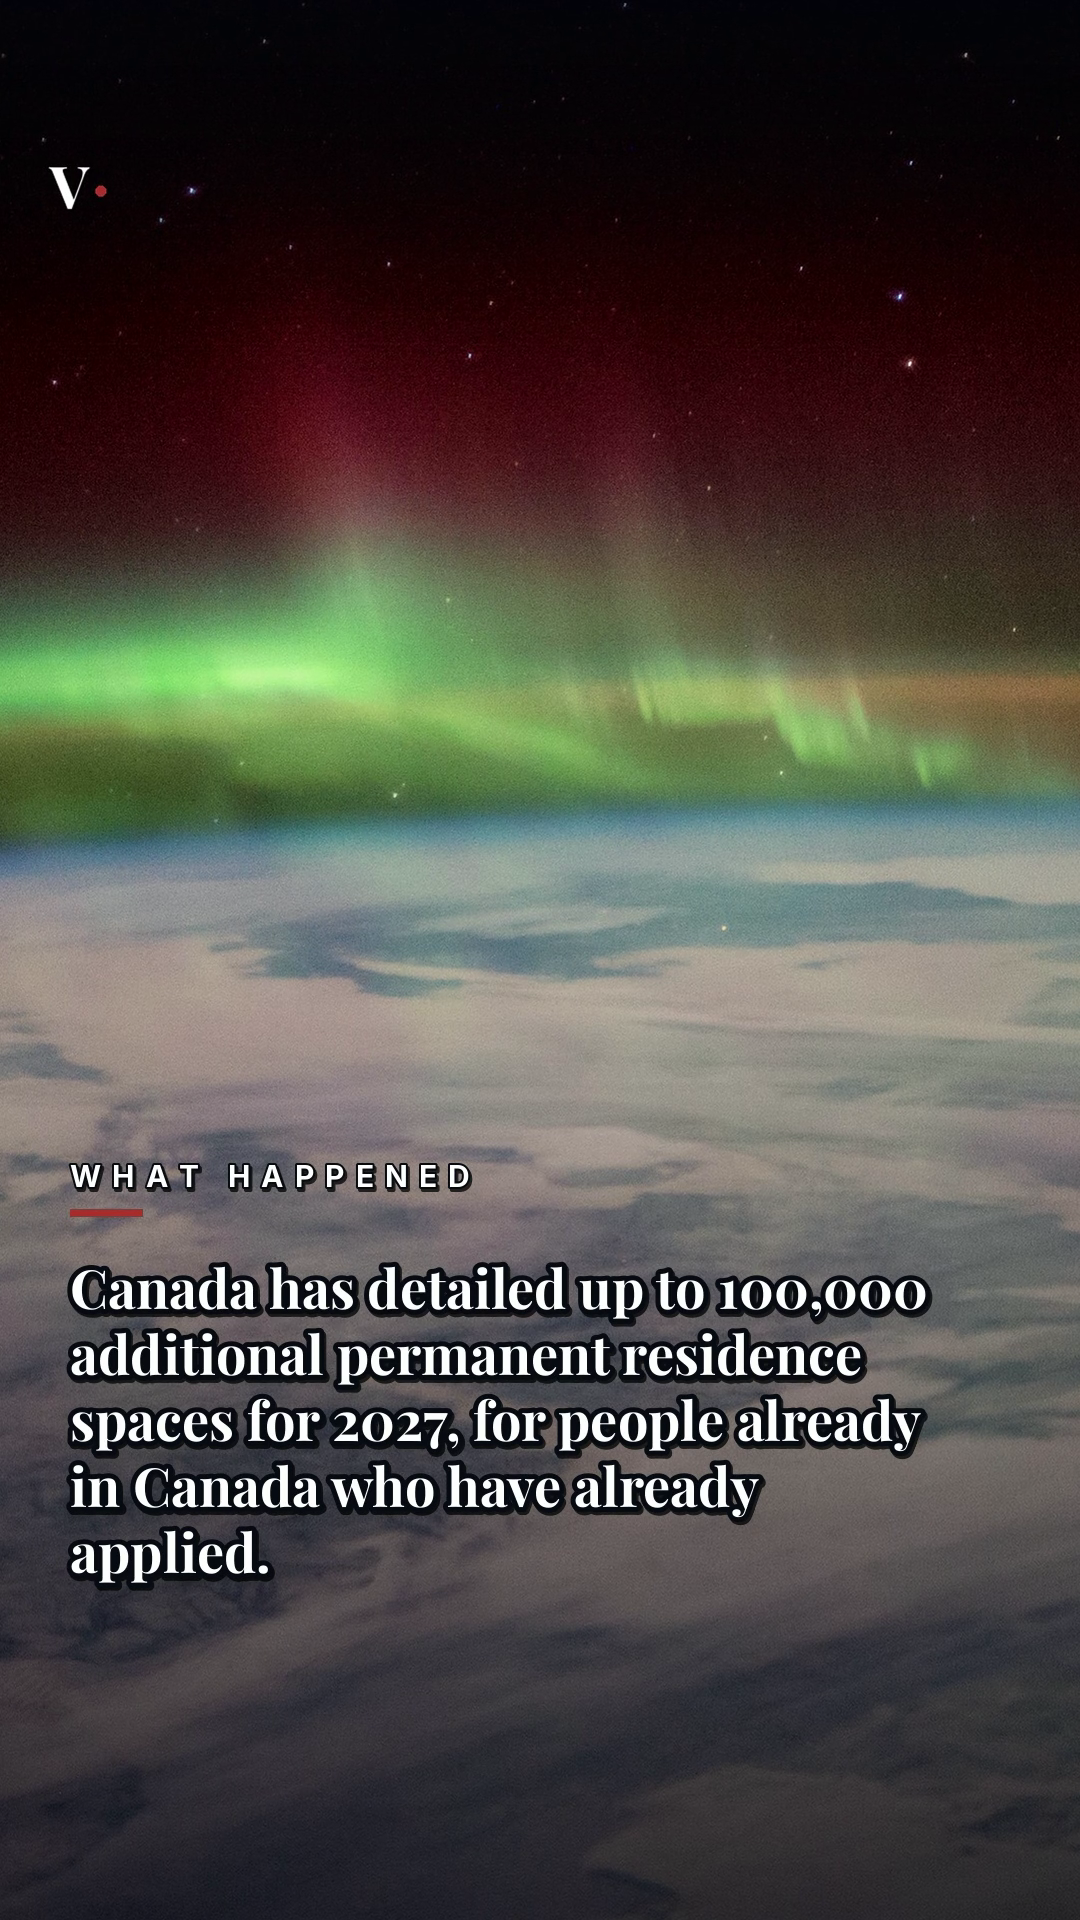 V
WHAT HAPPENED
Canada has detailed up to 100,000
additional permanent residence
spaces for 2027, for people already
in Canada who have already
applied.